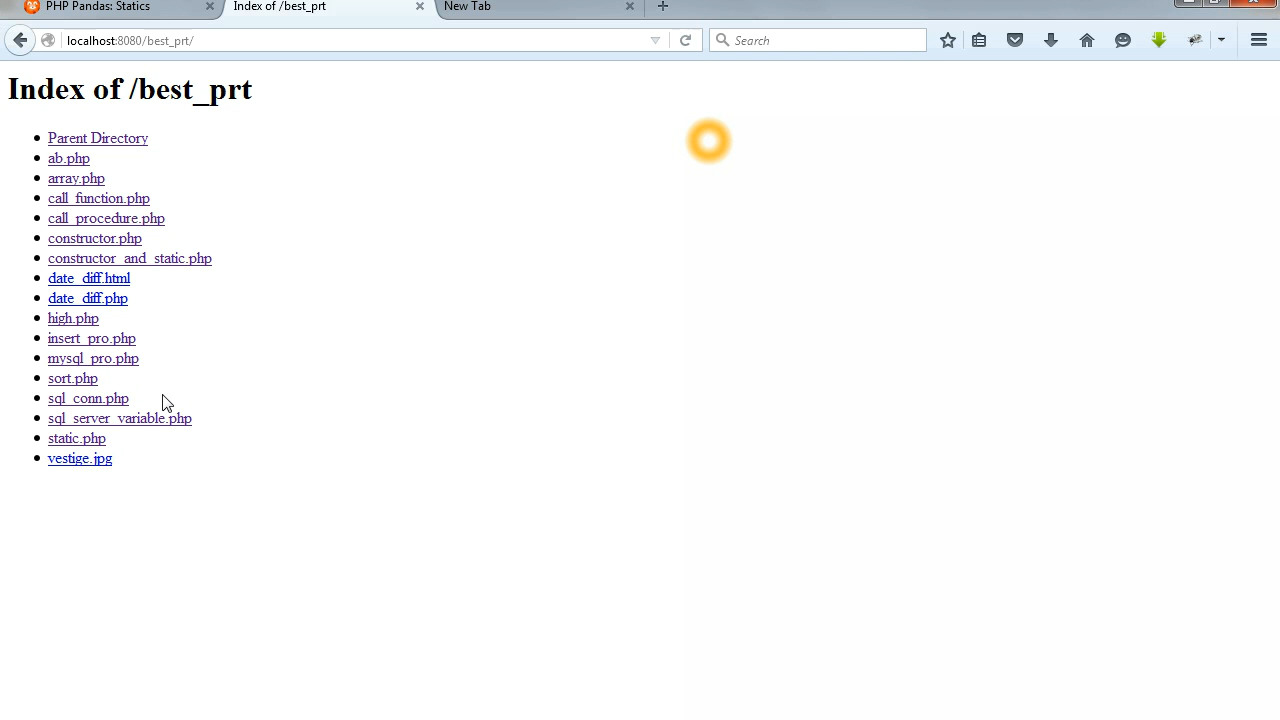 PHP Pandas: Statics
Index of /best_prt
New Tab
localhost:8080/best_prt/
Search
Index of /best_prt
Parent Directory
ab.php
array.php
call_function.php
call_procedure.php
constructor.php
constructor_and_static.php
date_diff.html
date_diff.php
high.php
insert_pro.php
mysql_pro.php
sort.php
sql_conn.php
sql_server_variable.php
static.php
vestige.jpg